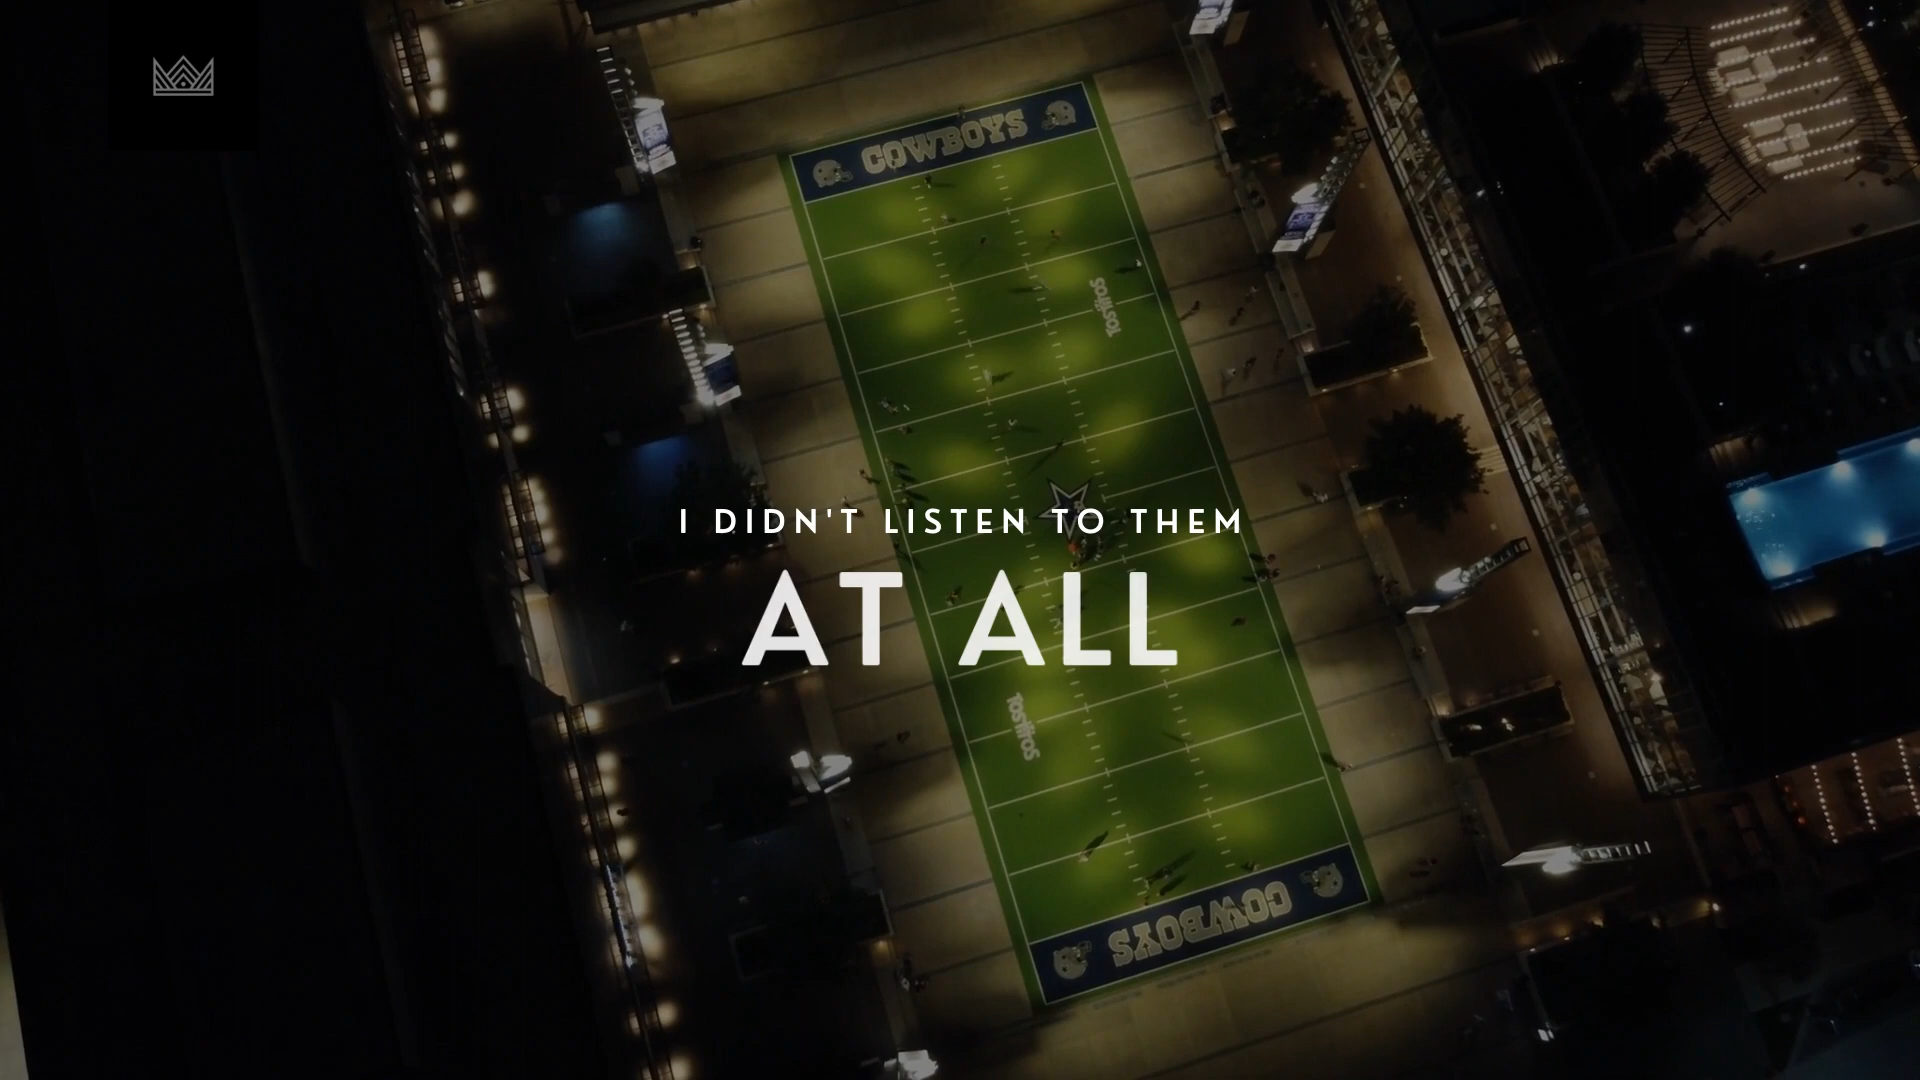 COWBOYS
Tostitos
I DIDN'T LISTEN TO THEM
AT ALL
Tostitos
COWBOYS